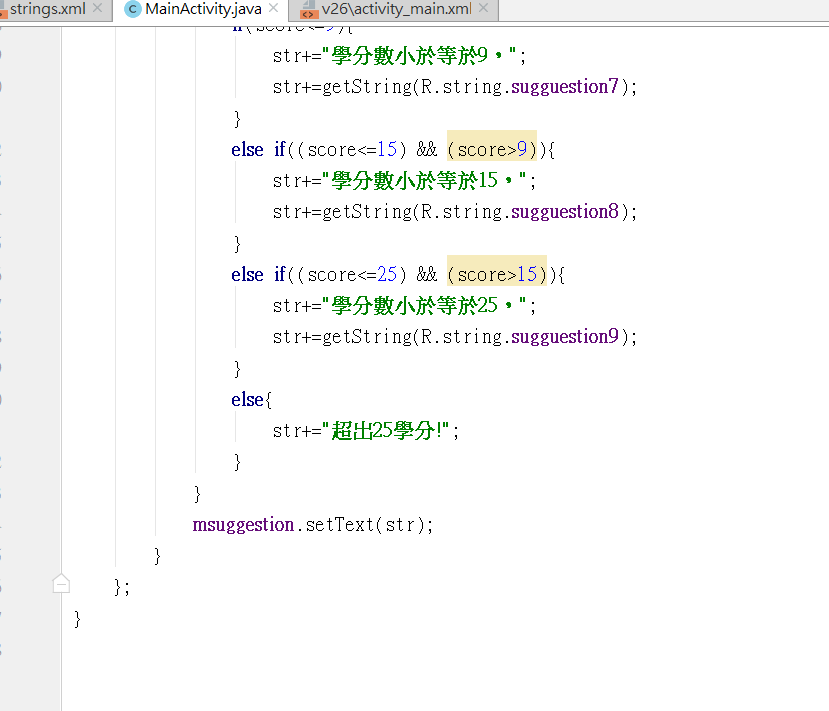 strings.xml
MainActivity.java
v26\activity_main.xml
if(score<=9){
str+="學分數小於等於9，";
str+=getString(R.string.sugguestion7);
}
else if((score<=15) && (score>9)){
str+="學分數小於等於15，";
str+=getString(R.string.sugguestion8);
}
else if((score<=25) && (score>15)){
str+="學分數小於等於25，";
str+=getString(R.string.sugguestion9);
}
else{
str+="超出25學分!";
}
}
msuggestion.setText(str);
}
};
}